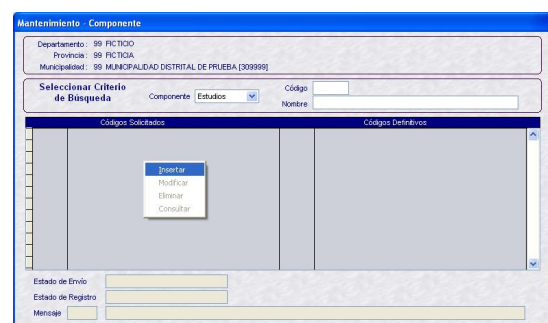 Mantenimiento - Componente
Departamento : 99 FICTICIO
Provincia : 99 FICTICIA
Municipalidad : 99 MUNICIPALIDAD DISTRITAL DE PRUEBA [309999]
Seleccionar Criterio
de Búsqueda
Componente Estudios
Código
Nombre
Códigos Solicitados Códigos Definitivos
Insertar
Modificar
Eliminar
Consultar
Estado de Envío
Estado de Registro
Mensaje